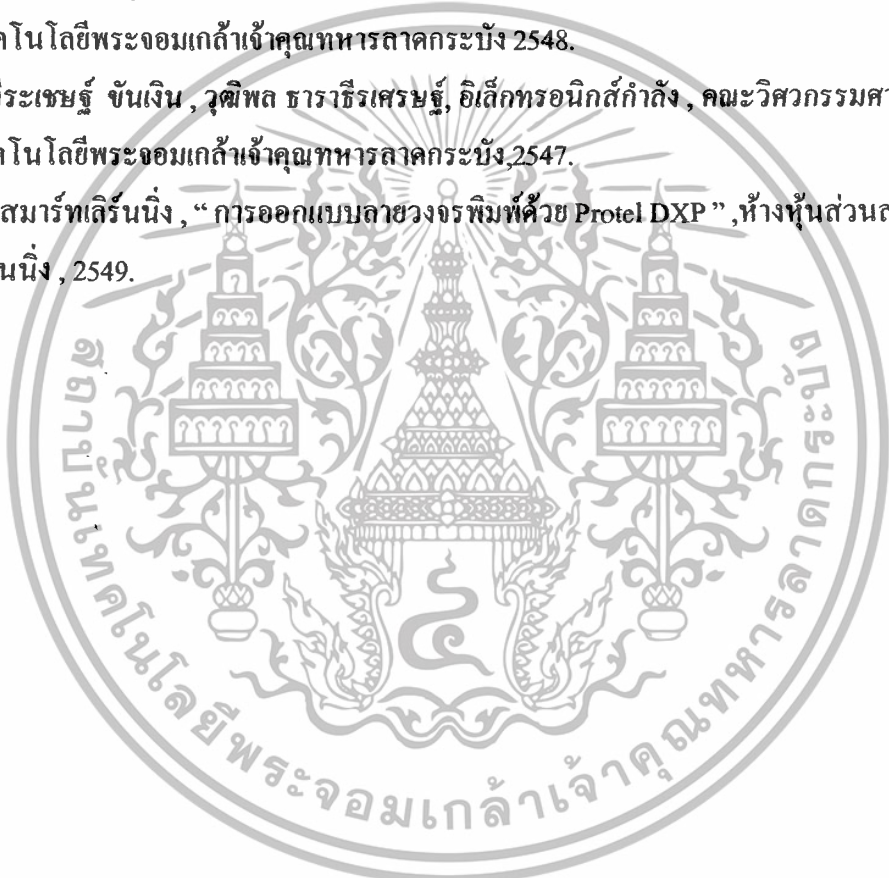 คโนโลยีพระจอมเกล้าเจ้าคุณทหารลาดกระบัง 2548.
วีระเชษฐ์ ขันเงิน , วุฒิพล ธาราธีรเศรษฐ์, อิเล็กทรอนิกส์กำลัง , คณะวิศวกรรมศา
คโนโลยีพระจอมเกล้าเจ้าคุณทหารลาดกระบัง,2547.
สมาร์ทเลิร์นนิ่ง , “ การออกแบบลายวงจรพิมพ์ด้วย Protel DXP ” ,ห้างหุ้นส่วนส
นนิ่ง , 2549.
สถาบันเทคโนโลยีพระจอมเกล้าเจ้าคุณทหารลาดกระบัง